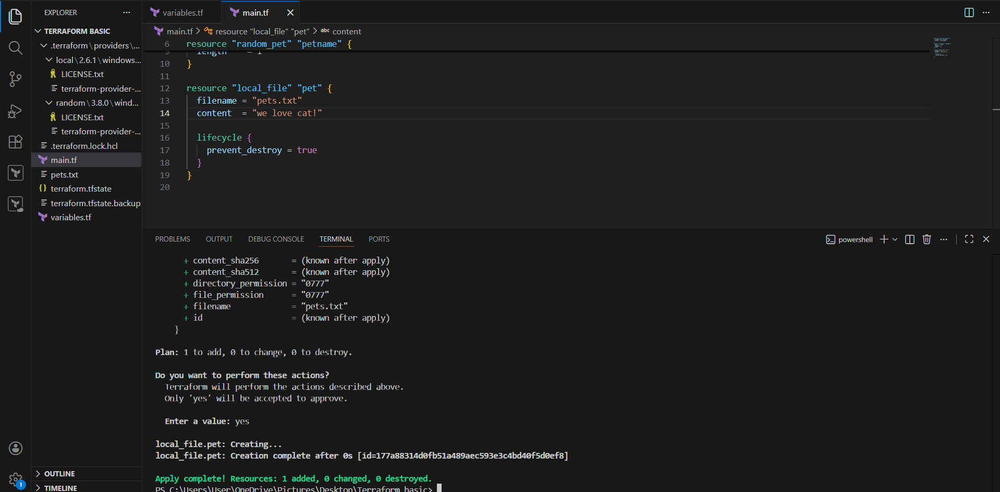 EXPLORER
TERRAFORM BASIC
.terraform\providers\...
local\2.6.1\windows...
LICENSE.txt
terraform-provider-...
random\3.8.0\wind...
LICENSE.txt
terraform-provider-...
.terraform.lock.hcl
main.tf
pets.txt
terraform.tfstate
terraform.tfstate.backup
variables.tf
OUTLINE
TIMELINE
1
variables.tf
main.tf
main.tf > resource "local_file" "pet" > abc content
6 resource "random_pet" "petname" {
9 length = 1
10 }
11
12 resource "local_file" "pet" {
13 filename = "pets.txt"
14 content = "we love cat!"
15
16 lifecycle {
17 prevent_destroy = true
18 }
19 }
20
PROBLEMS OUTPUT DEBUG CONSOLE TERMINAL PORTS
powershell
+ content_sha256 = (known after apply)
+ content_sha512 = (known after apply)
+ directory_permission = "0777"
+ file_permission = "0777"
+ filename = "pets.txt"
+ id = (known after apply)
}
Plan: 1 to add, 0 to change, 0 to destroy.
Do you want to perform these actions?
Terraform will perform the actions described above.
Only 'yes' will be accepted to approve.
Enter a value: yes
local_file.pet: Creating...
local_file.pet: Creation complete after 0s [id=177a88314d0fb51a489aec593e3c4bd40f5d0ef8]
Apply complete! Resources: 1 added, 0 changed, 0 destroyed.
PS C:\Users\User\OneDrive\Pictures\Desktop\Terraform basic>